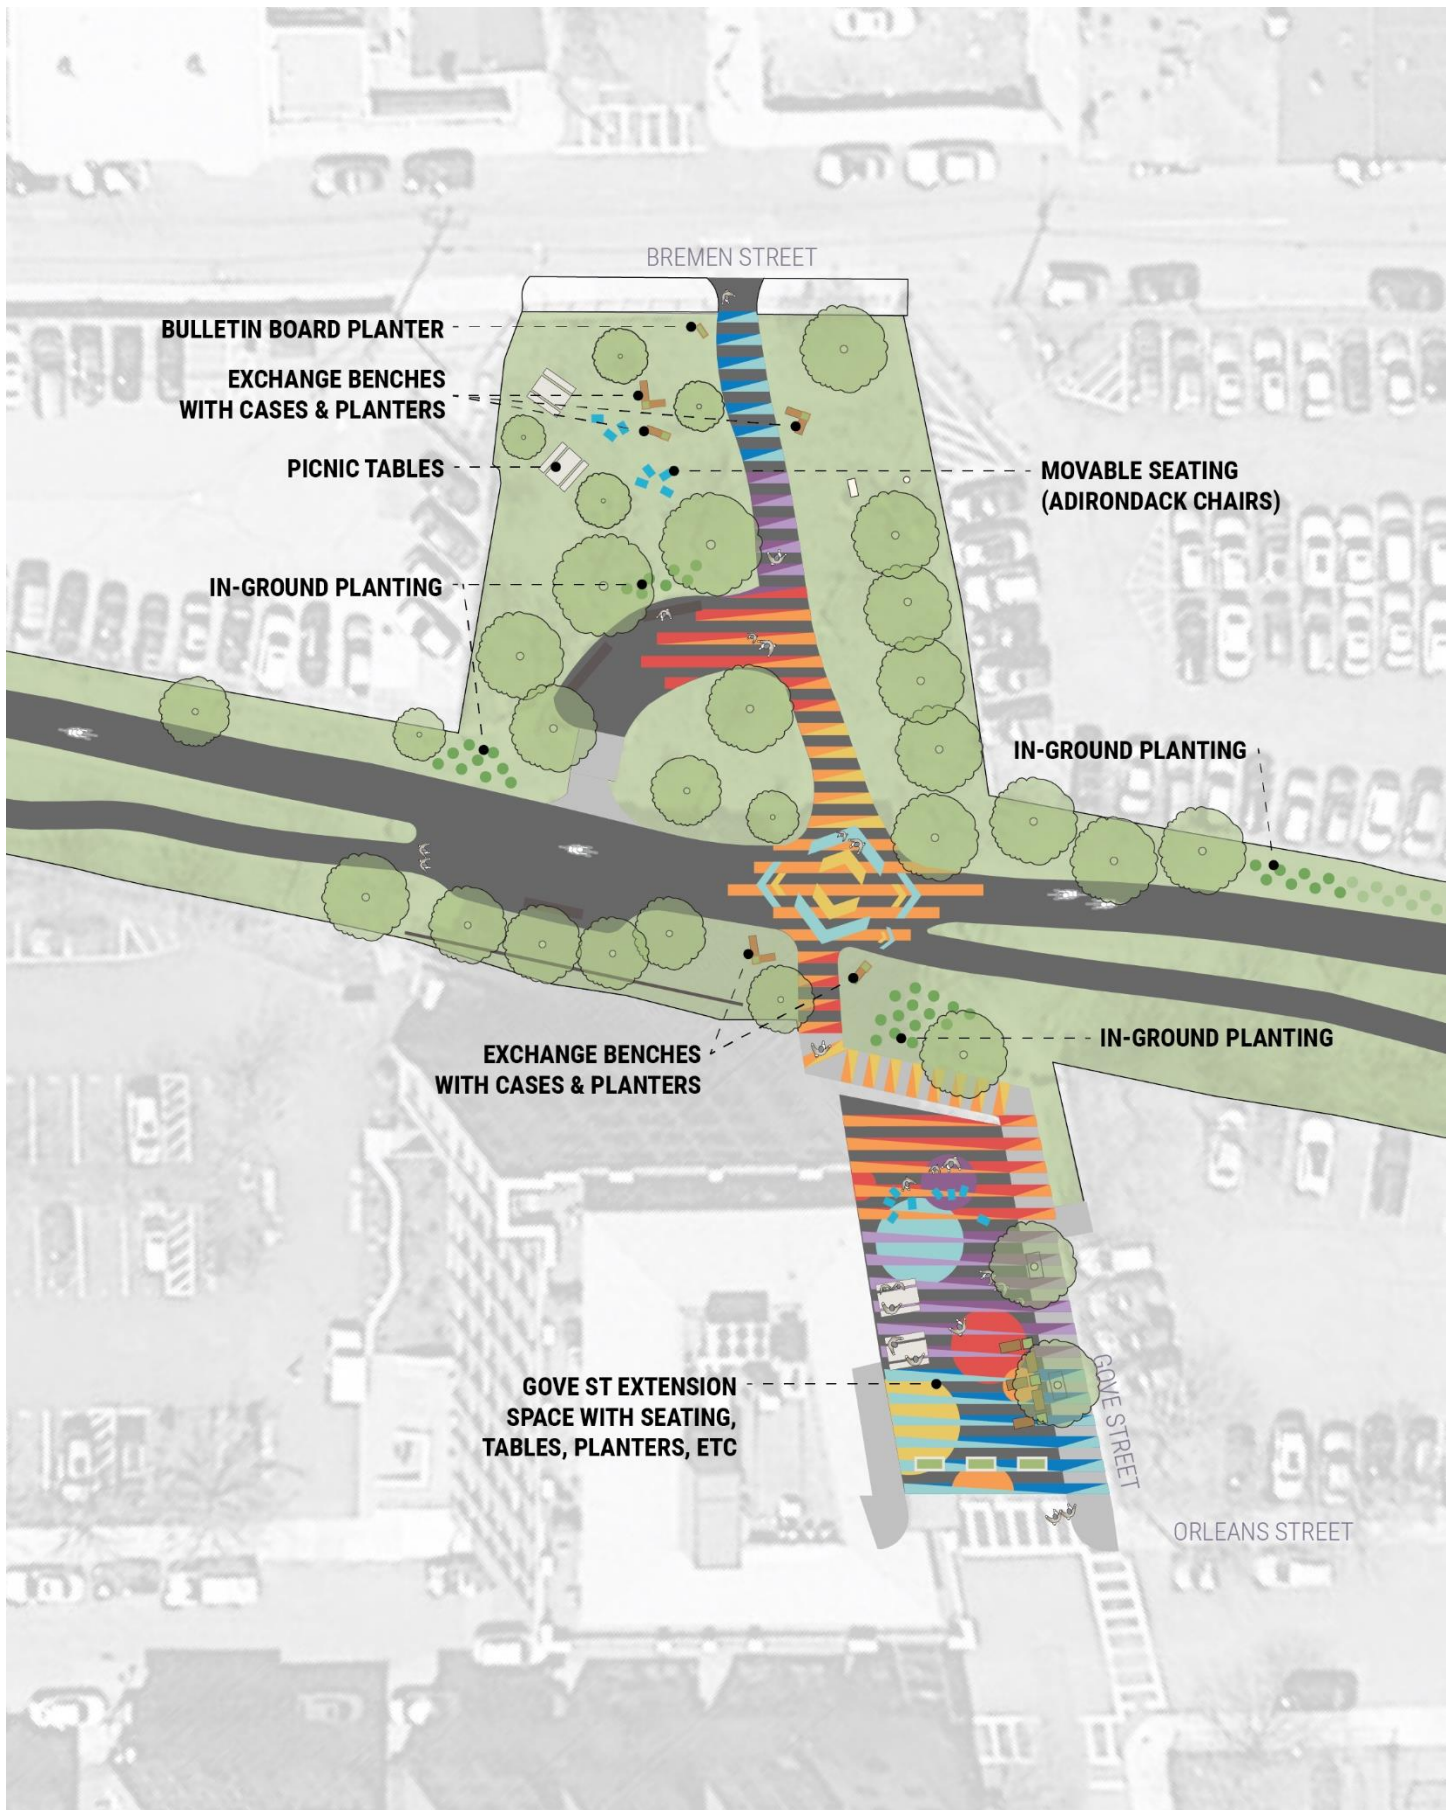 BREMEN STREET
BULLETIN BOARD PLANTER
EXCHANGE BENCHES
WITH CASES & PLANTERS
PICNIC TABLES
MOVABLE SEATING
(ADIRONDACK CHAIRS)
IN-GROUND PLANTING
IN-GROUND PLANTING
IN-GROUND PLANTING
EXCHANGE BENCHES
WITH CASES & PLANTERS
GOVE ST EXTENSION
SPACE WITH SEATING,
TABLES, PLANTERS, ETC
GOVE STREET
ORLEANS STREET